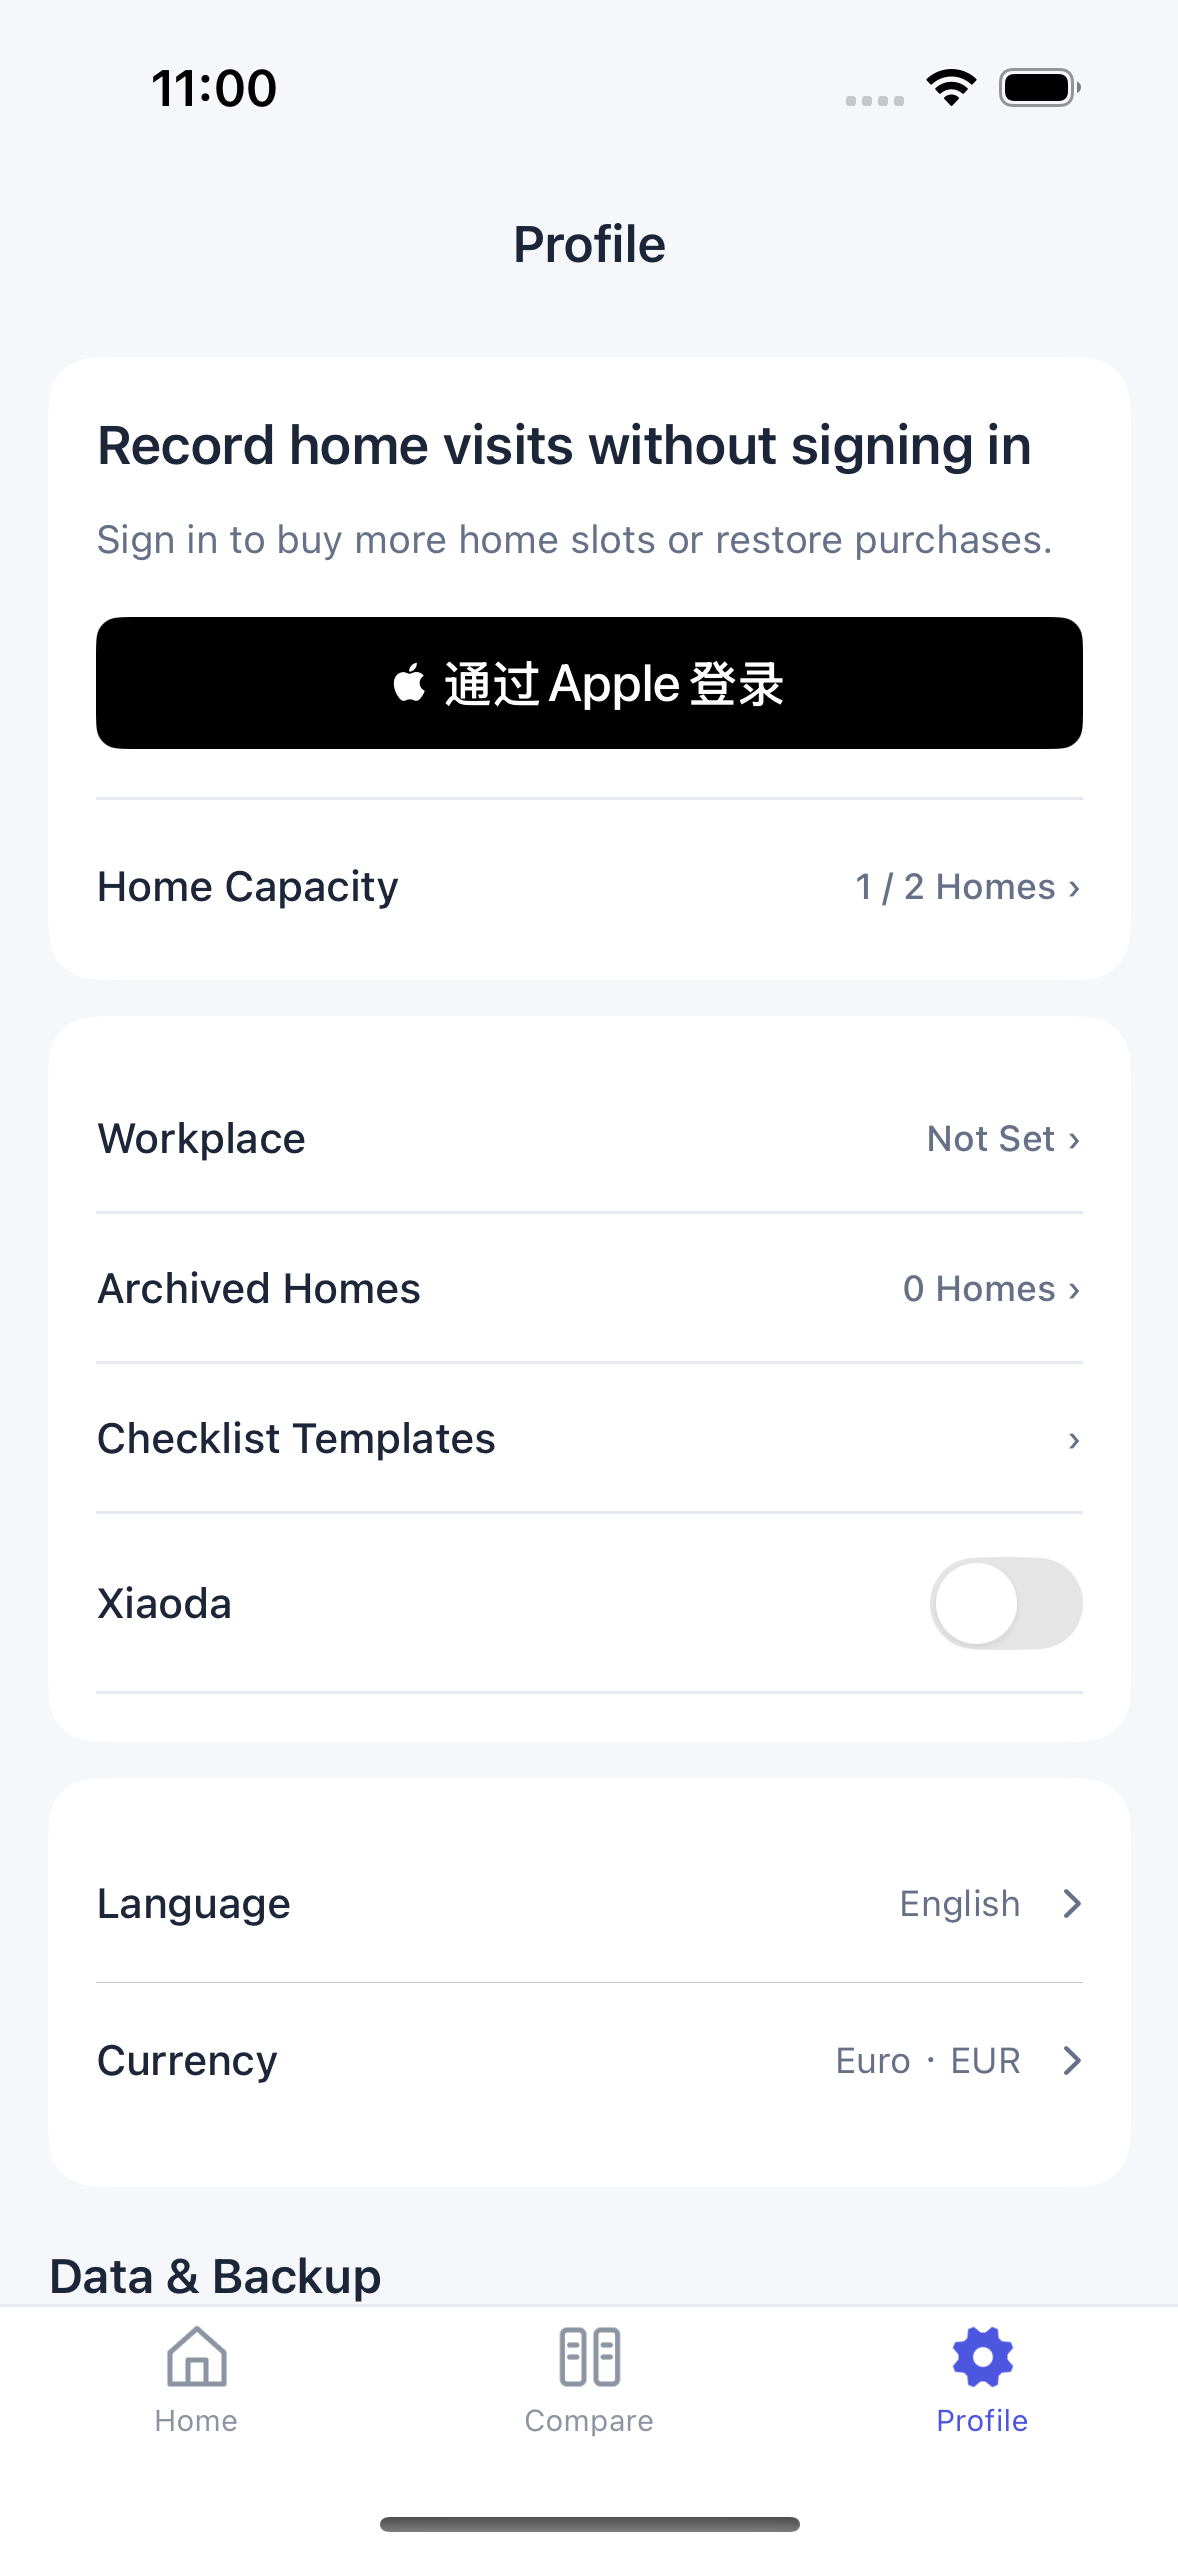 11:00
Profile
Record home visits without signing in
Sign in to buy more home slots or restore purchases.
通过 Apple 登录
Home Capacity 1 / 2 Homes ›
Workplace Not Set ›
Archived Homes 0 Homes ›
Checklist Templates ›
Xiaoda
Language English
Currency Euro · EUR
Data & Backup
Home Compare Profile